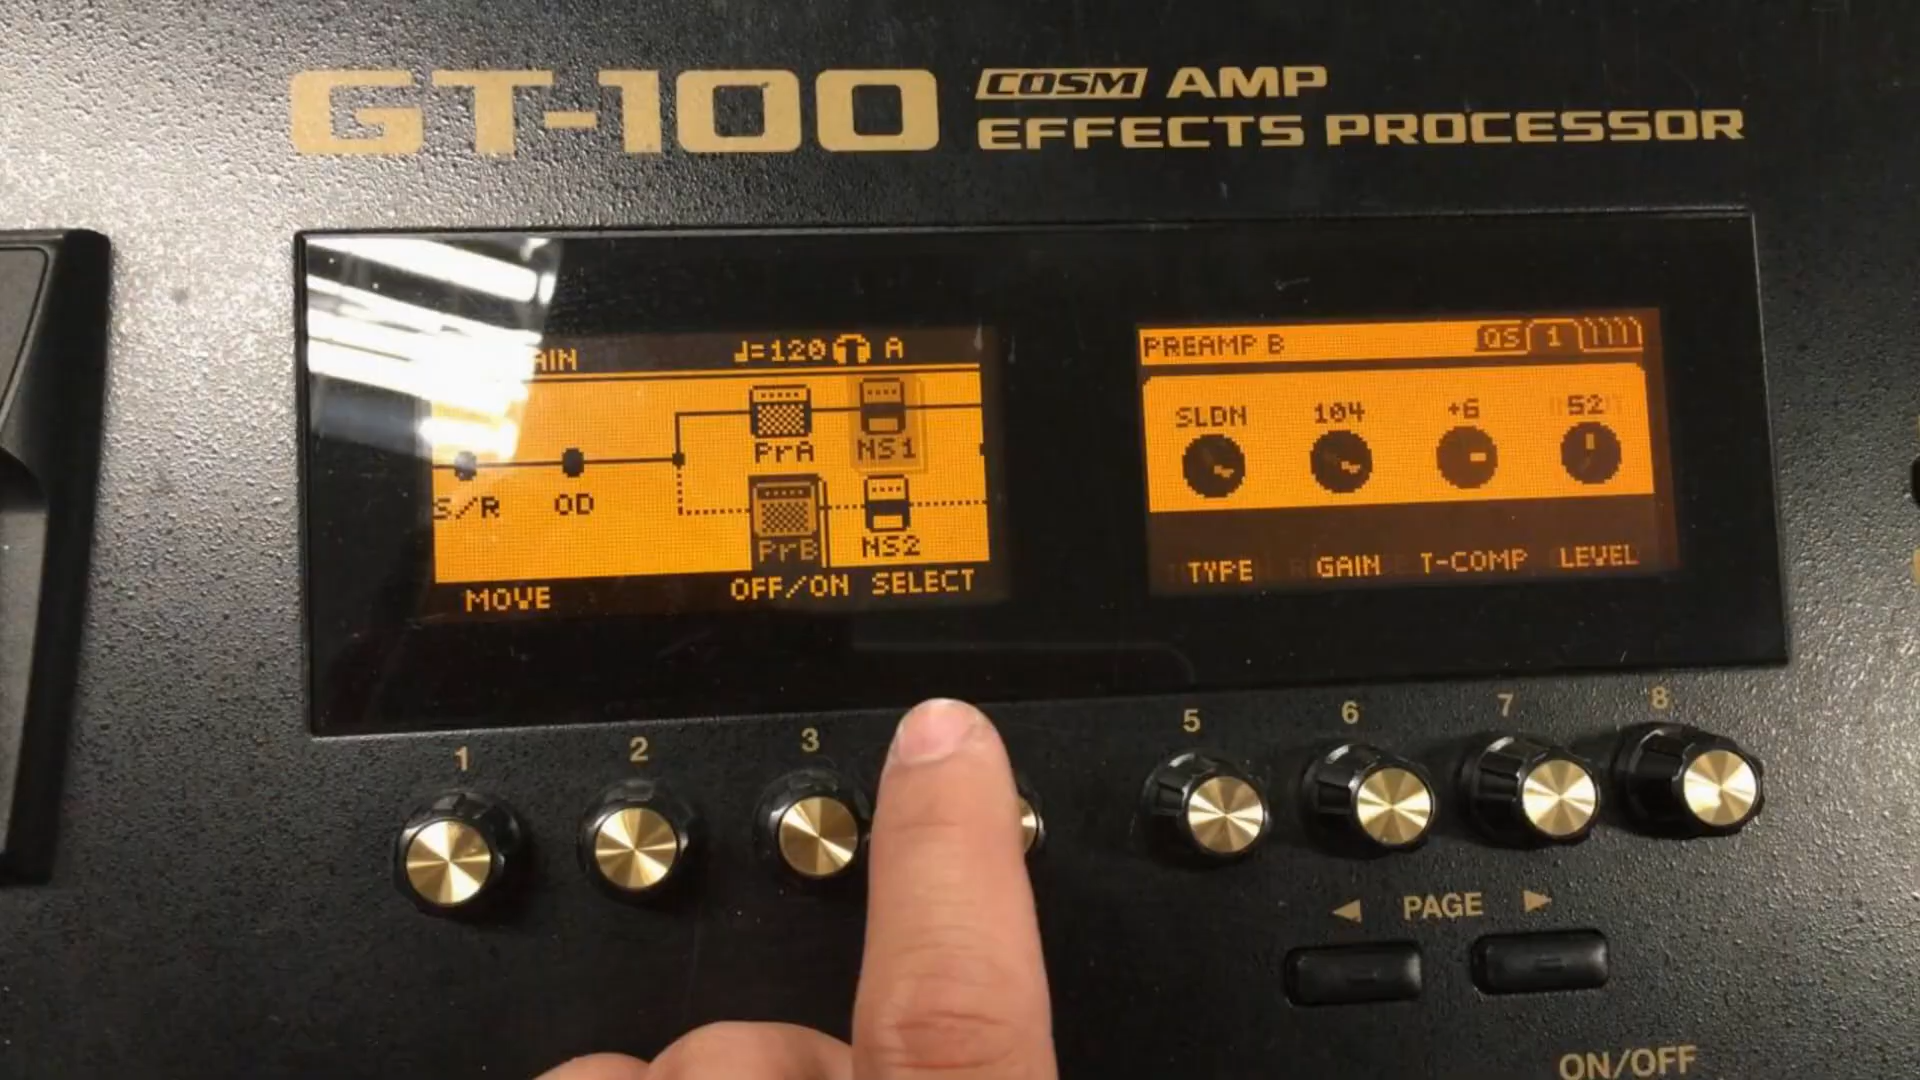 GT-100 COSM AMP
EFFECTS PROCESSOR
AIN ♩=120 A
PrA NS1
S/R OD
PrB NS2
MOVE OFF/ON SELECT
PREAMP B QS 1
SLDN 104 +6 52
TYPE GAIN T-COMP LEVEL
1 2 3 5 6 7 8
◀ PAGE ▶
ON/OFF